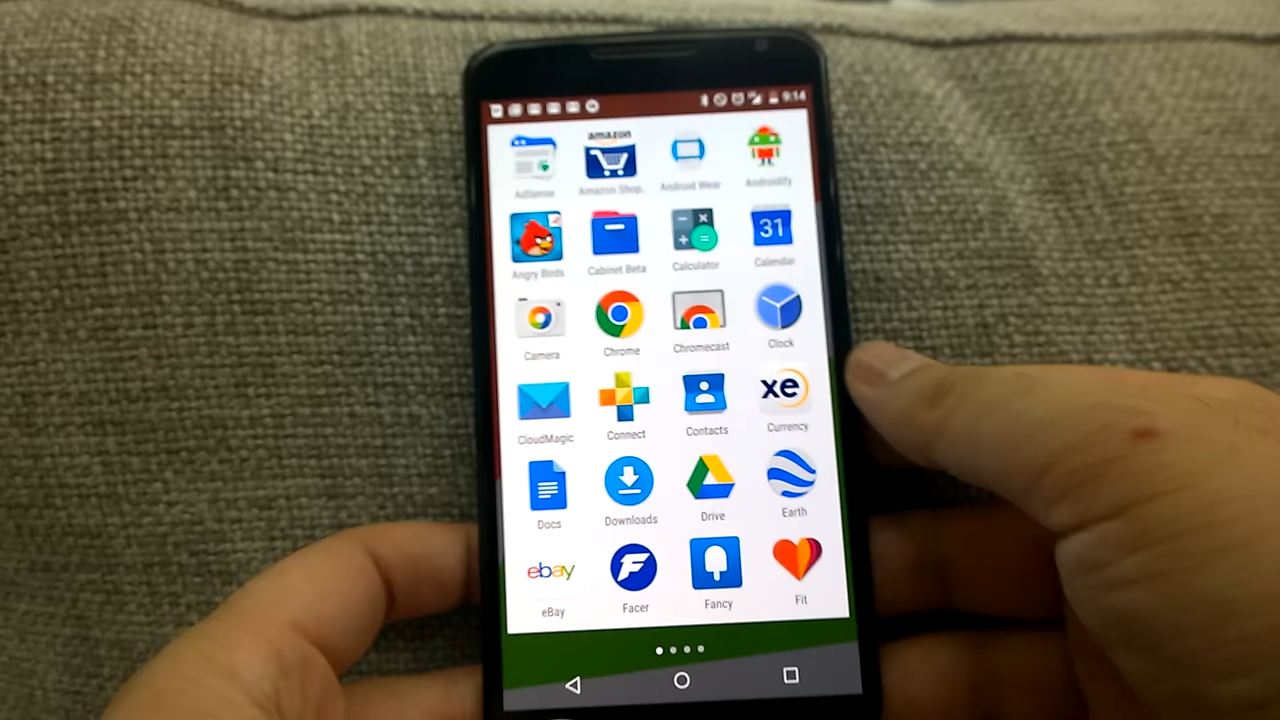 9:14
amazon
AdSense
Amazon Shop..
Android Wear
Androidify
31
Angry Birds
Cabinet Beta
Calculator
Calendar
Camera
Chrome
Chromecast
Clock
xe
CloudMagic
Connect
Contacts
Currency
Docs
Downloads
Drive
Earth
ebay
F
eBay
Facer
Fancy
Fit